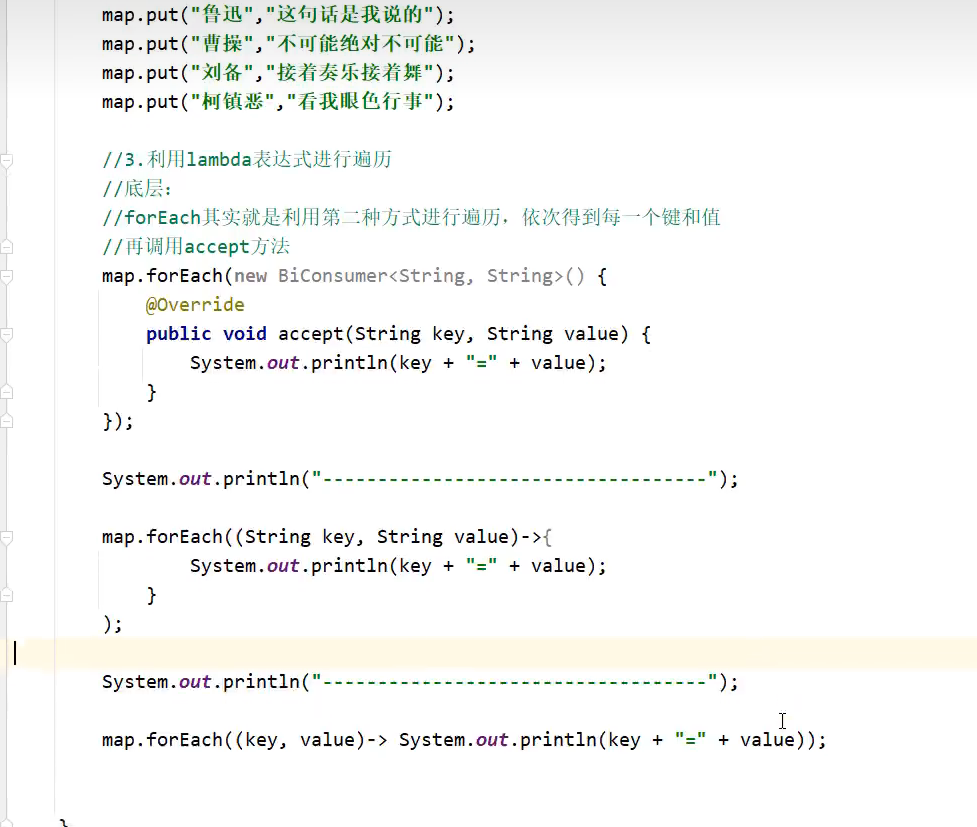 map.put("鲁迅","这句话是我说的");
map.put("曹操","不可能绝对不可能");
map.put("刘备","接着奏乐接着舞");
map.put("柯镇恶","看我眼色行事");
//3.利用lambda表达式进行遍历
//底层：
//forEach其实就是利用第二种方式进行遍历，依次得到每一个键和值
//再调用accept方法
map.forEach(new BiConsumer<String, String>() {
@Override
public void accept(String key, String value) {
System.out.println(key + "=" + value);
}
});
System.out.println("-----------------------------------");
map.forEach((String key, String value)->{
System.out.println(key + "=" + value);
}
);
System.out.println("-----------------------------------");
map.forEach((key, value)-> System.out.println(key + "=" + value));
}